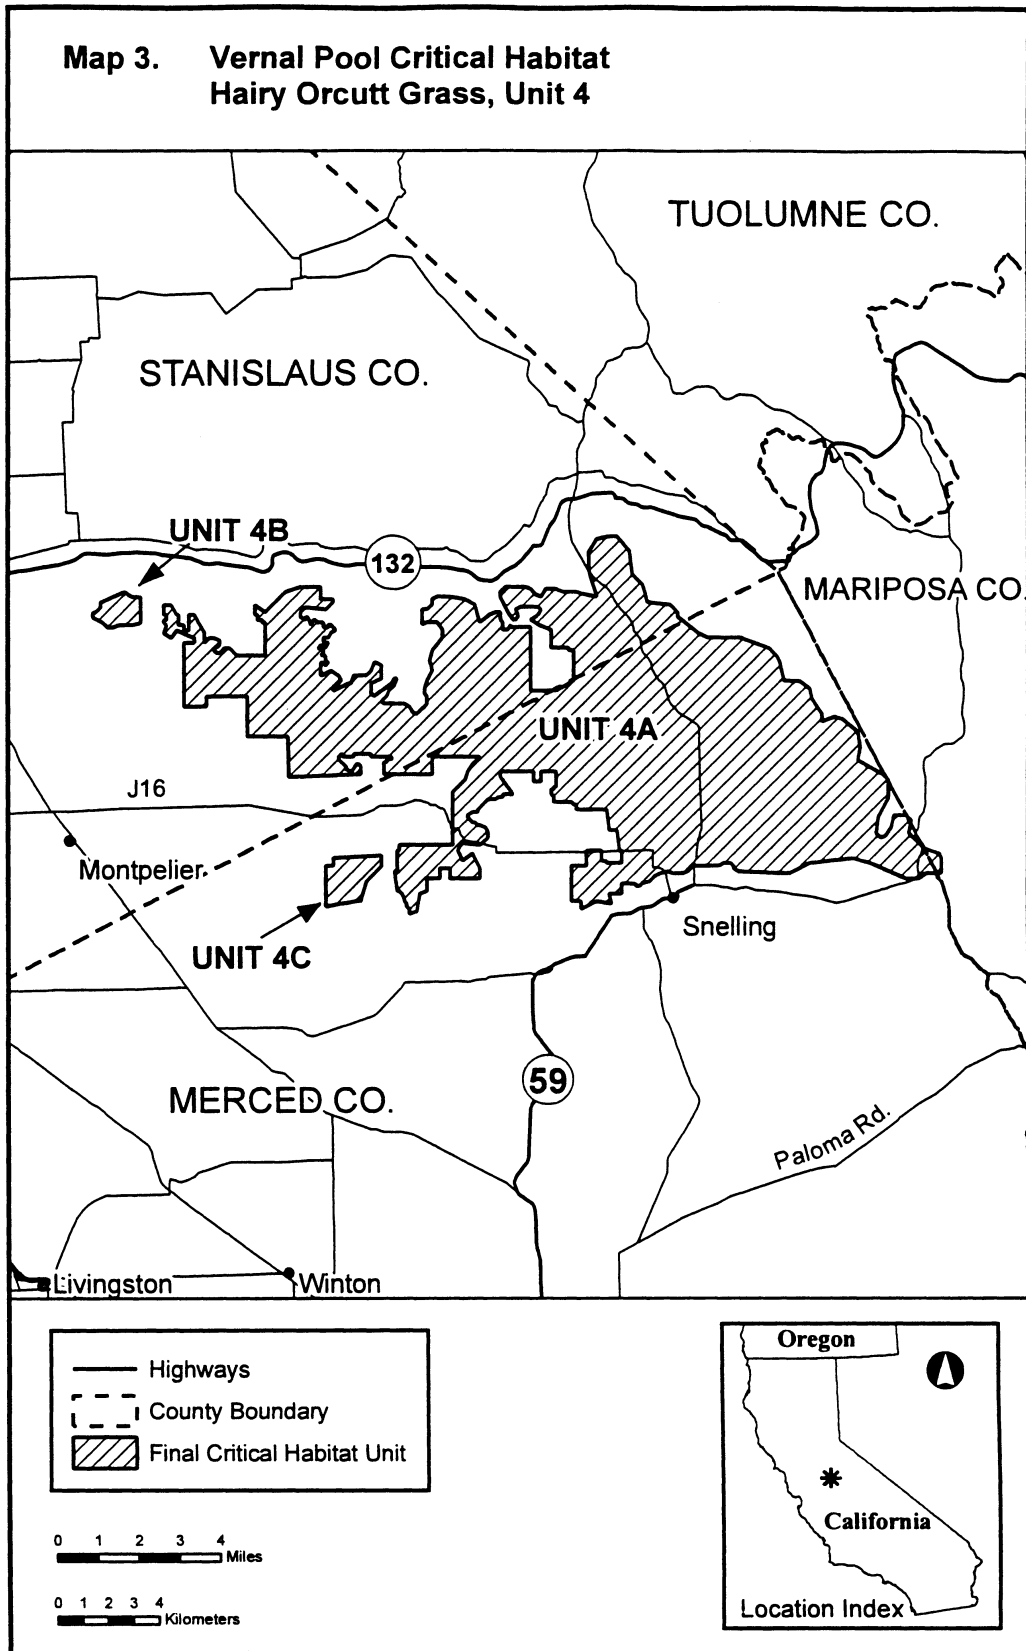 Map 3. Vernal Pool Critical Habitat
Hairy Orcutt Grass, Unit 4
TUOLUMNE CO.
STANISLAUS CO.
UNIT 4B
132
MARIPOSA CO.
UNIT 4A
J16
Montpelier
Snelling
UNIT 4C
59
MERCED CO.
Paloma Rd.
Livingston
Winton
Highways
County Boundary
Final Critical Habitat Unit
0 1 2 3 4
Miles
0 1 2 3 4
Kilometers
Oregon
California
Location Index